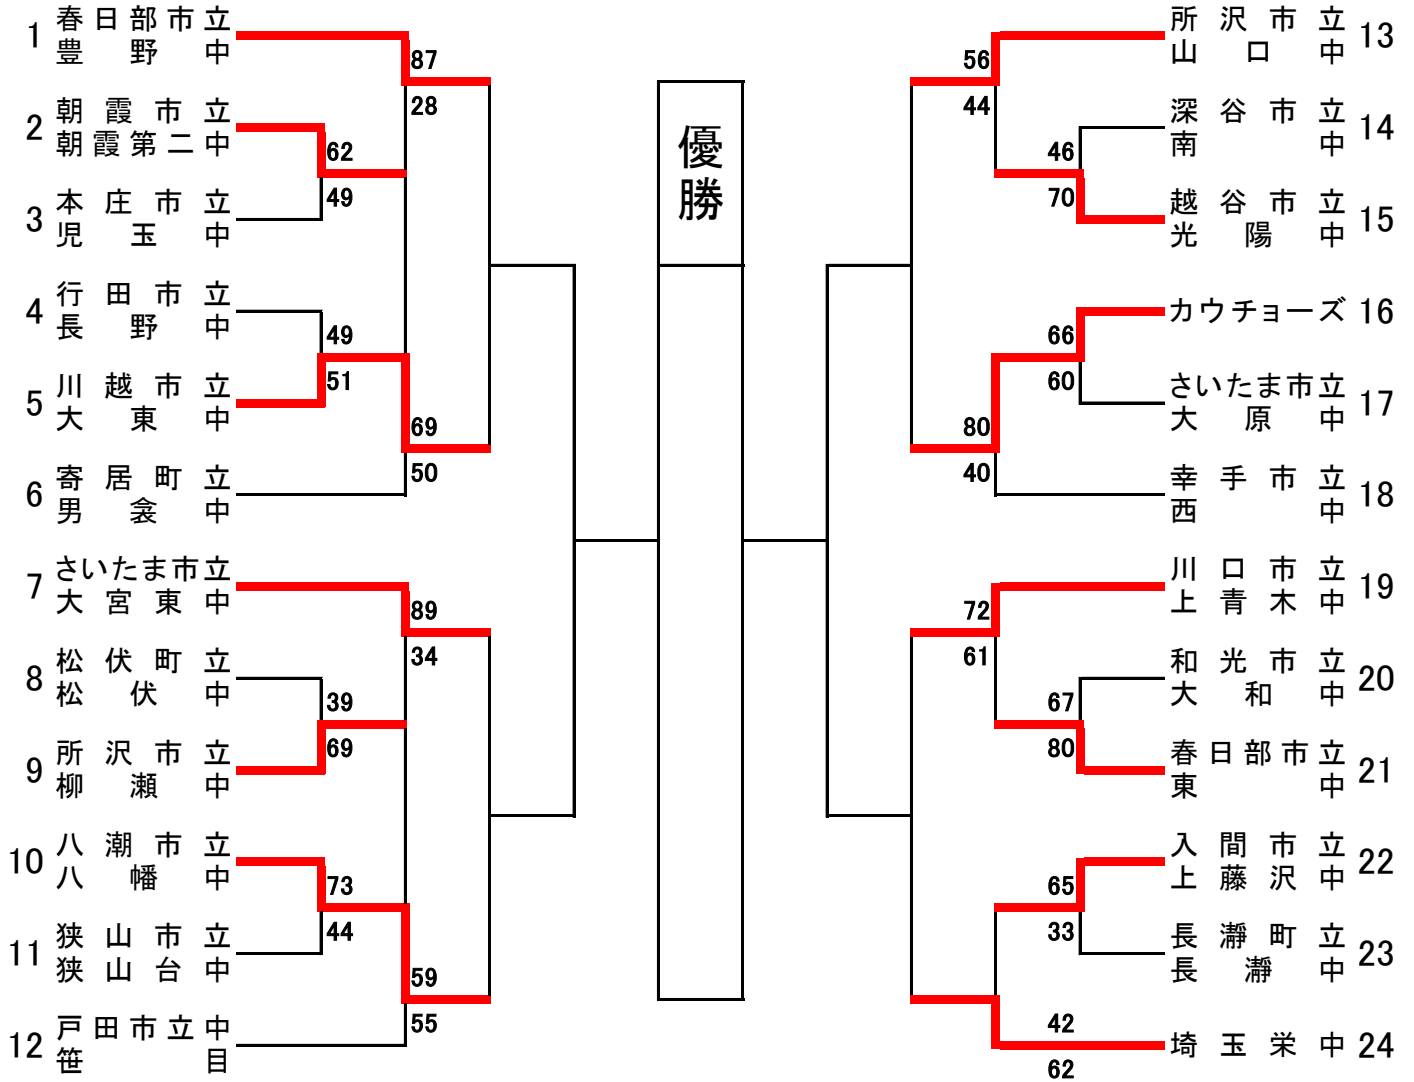 1 春日部市立
豊野中
87
28
2 朝霞市立
朝霞第二中
62
49
3 本庄市立
児玉中
4 行田市立
長野中
49
51
5 川越市立
大東中
69
50
6 寄居町立
男衾中
7 さいたま市立
大宮東中
89
34
8 松伏町立
松伏中
39
69
9 所沢市立
柳瀬中
10 八潮市立
八幡中
73
44
11 狭山市立
狭山台中
59
55
12 戸田市立中
笹目
優勝
所沢市立 13
山口中
56
44
深谷市立 14
南中
46
70
越谷市立 15
光陽中
カウチョーズ 16
66
60
さいたま市立 17
大原中
80
40
幸手市立 18
西中
川口市立 19
上青木中
72
61
和光市立 20
大和中
67
80
春日部市立 21
東中
入間市立 22
上藤沢中
65
33
長瀞町立 23
長瀞中
42
62
埼玉栄中 24